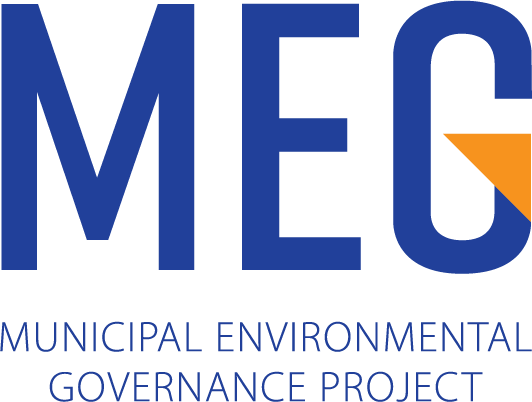 MEG
MUNICIPAL ENVIRONMENTAL
GOVERNANCE PROJECT